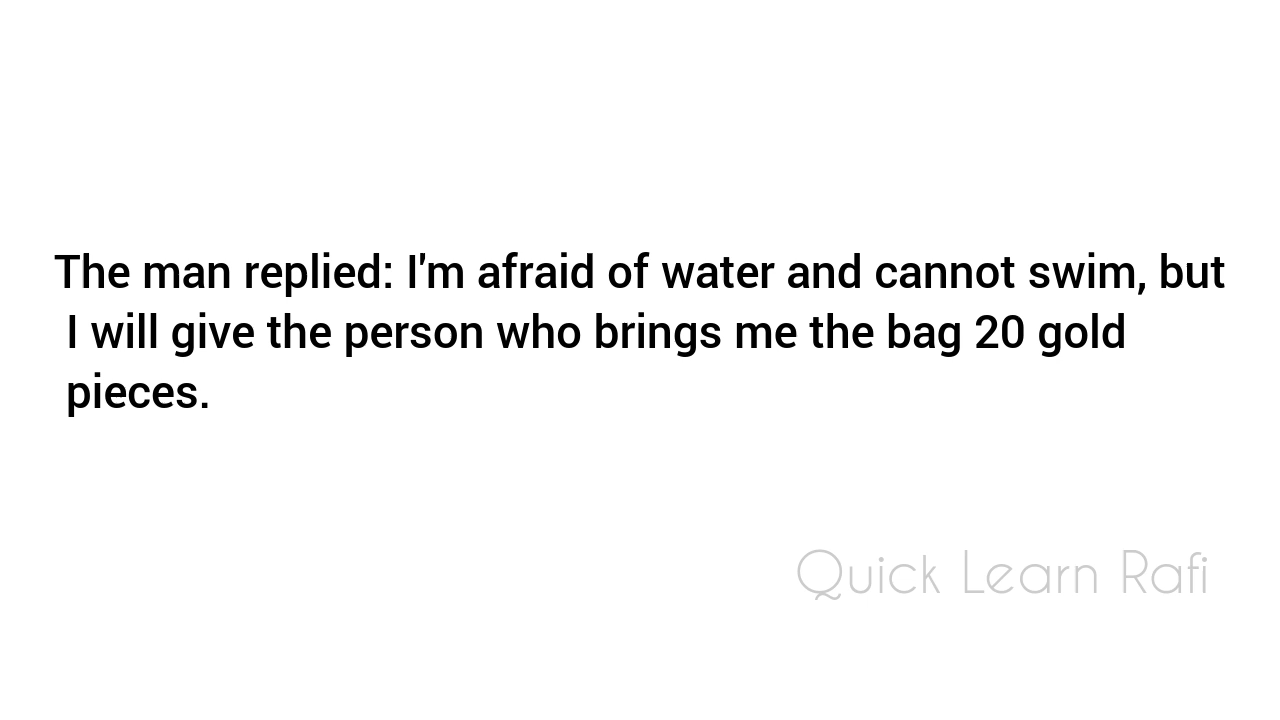 The man replied: I'm afraid of water and cannot swim, but
I will give the person who brings me the bag 20 gold
pieces.
Quick Learn Rafi